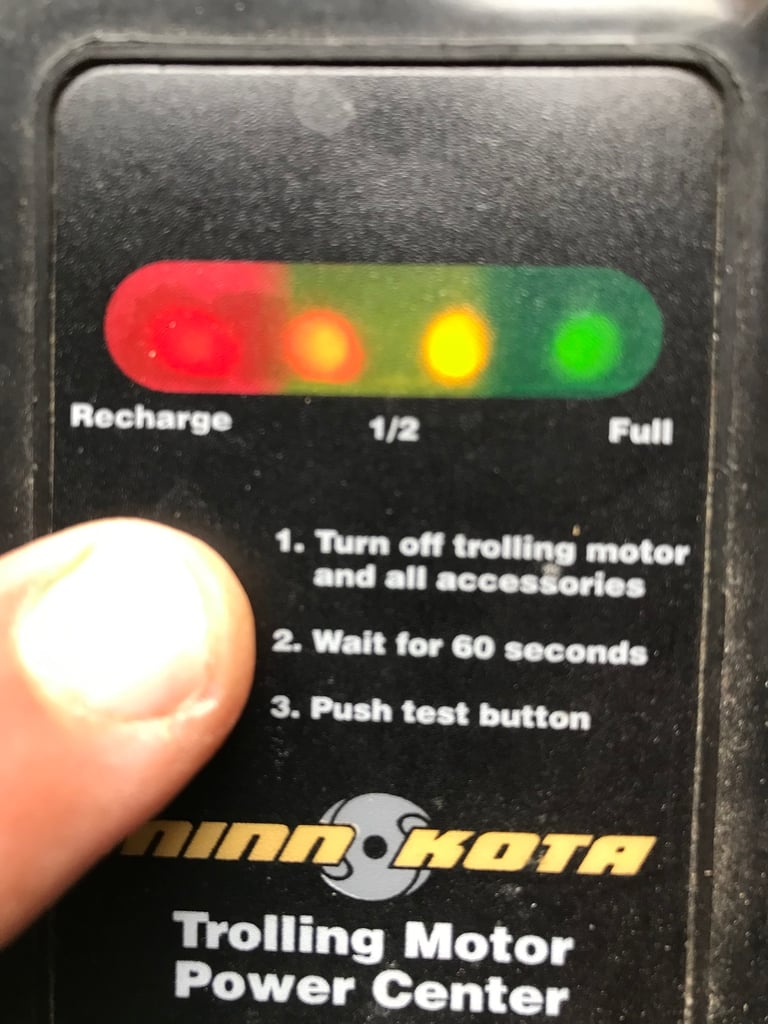 Recharge 1/2 Full
1. Turn off trolling motor
and all accessories
2. Wait for 60 seconds
3. Push test button
MINN KOTA
Trolling Motor
Power Center